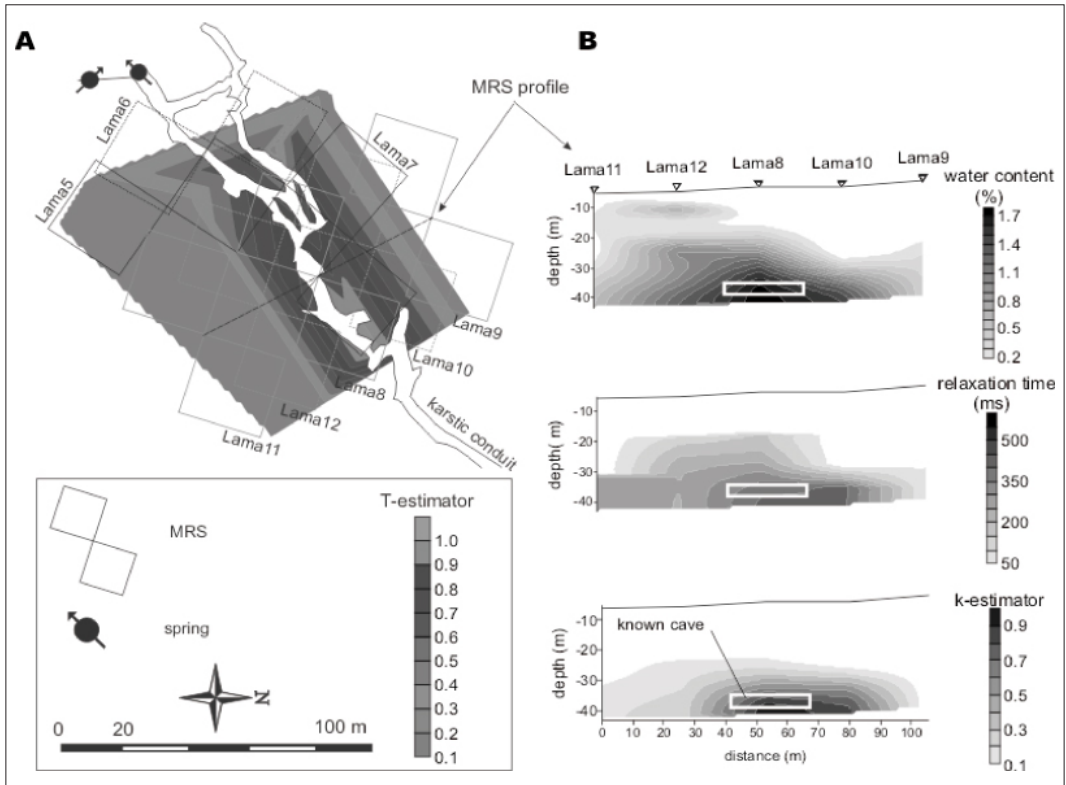 A
B
MRS profile
Lama5
Lama6
Lama7
Lama9
Lama10
Lama8
Lama12
Lama11
karstic conduit
MRS
spring
N
0 20 100 m
T-estimator
1.0
0.9
0.8
0.7
0.6
0.5
0.4
0.3
0.2
0.1
Lama11 Lama12 Lama8 Lama10 Lama9
depth (m)
-10
-20
-30
-40
water content
(%)
1.7
1.4
1.1
0.8
0.5
0.2
depth( m)
-10
-20
-30
-40
relaxation time
(ms)
500
350
200
50
known cave
depth (m)
-10
-20
-30
-40
0 10 20 30 40 50 60 70 80 90 100
distance (m)
k-estimator
0.9
0.7
0.5
0.3
0.1